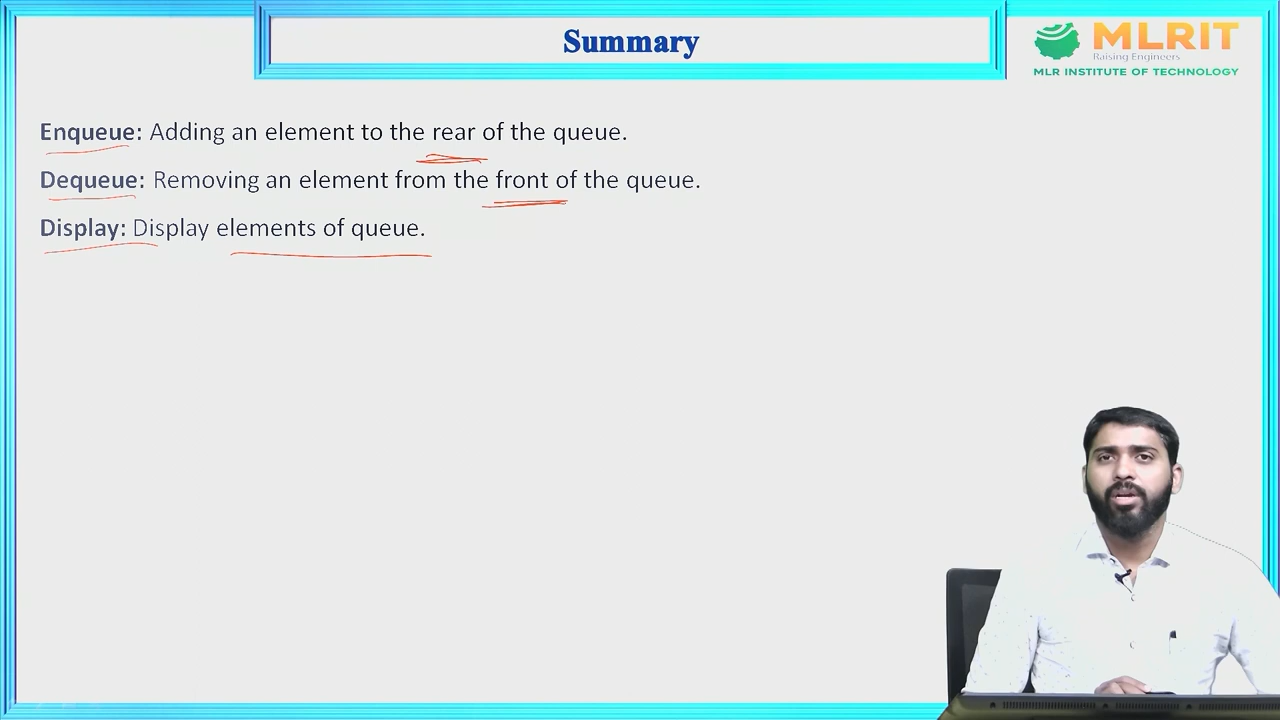 Summary
MLRIT
Raising Engineers
MLR INSTITUTE OF TECHNOLOGY
Enqueue: Adding an element to the rear of the queue.
Dequeue: Removing an element from the front of the queue.
Display: Display elements of queue.